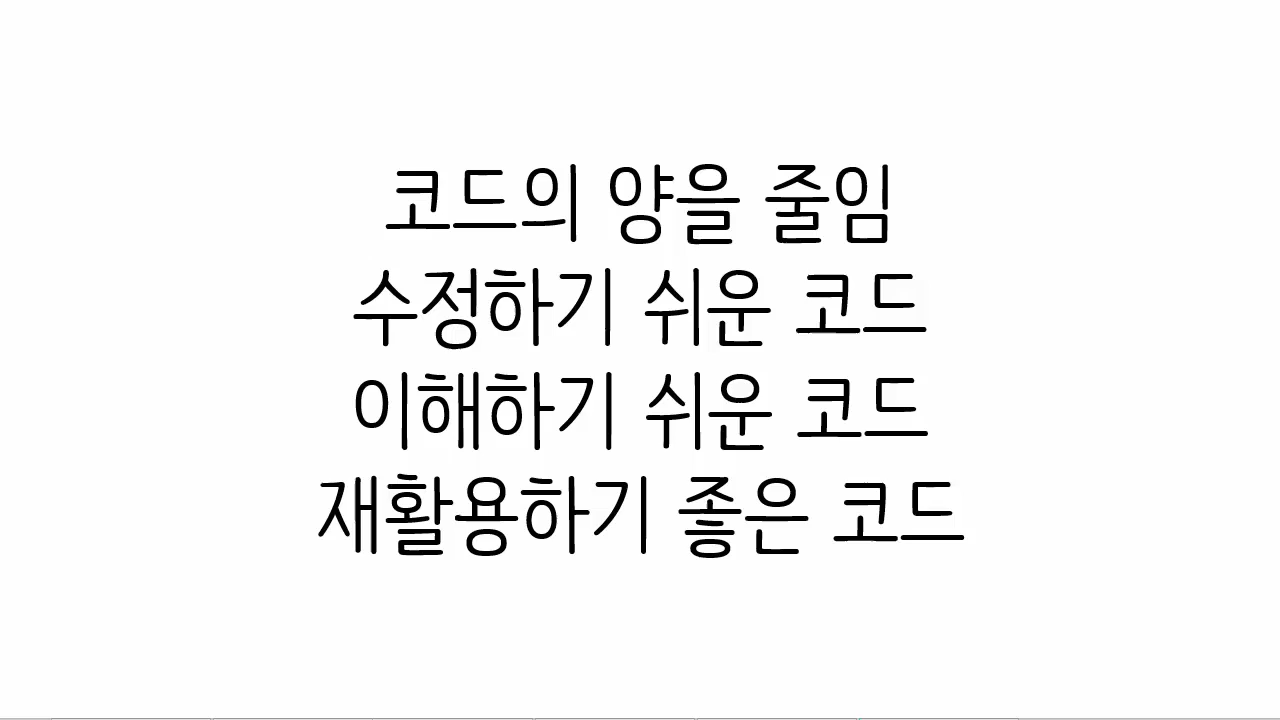 코드의 양을 줄임
수정하기 쉬운 코드
이해하기 쉬운 코드
재활용하기 좋은 코드